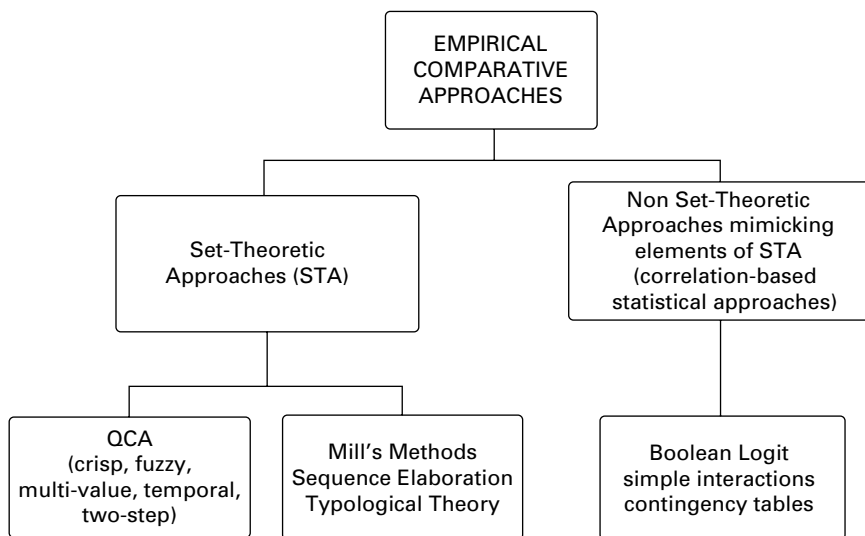 EMPIRICAL
COMPARATIVE
APPROACHES
Set-Theoretic
Approaches (STA)
Non Set-Theoretic
Approaches mimicking
elements of STA
(correlation-based
statistical approaches)
QCA
(crisp, fuzzy,
multi-value, temporal,
two-step)
Mill's Methods
Sequence Elaboration
Typological Theory
Boolean Logit
simple interactions
contingency tables